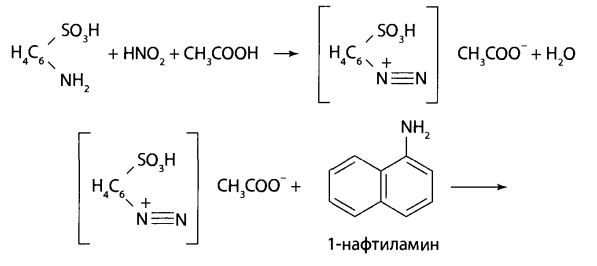 SO₃H
H₄C₆ + HNO₂ + CH₃COOH → SO₃H
NH₂
H₄C₆ CH₃COO⁻ + H₂O
+
N≡N
SO₃H
NH₂
H₄C₆ CH₃COO⁻ + →
+
N≡N
1-нафтиламин